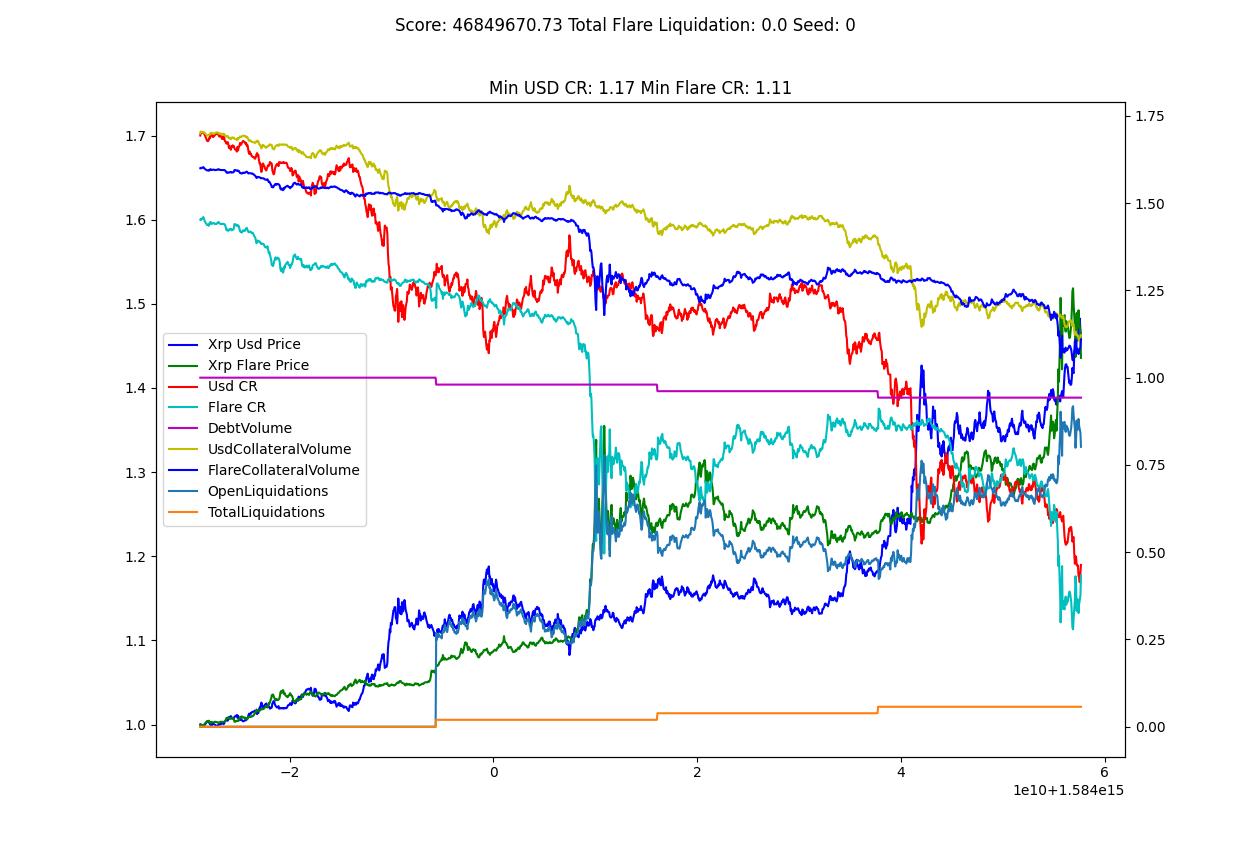 Score: 46849670.73 Total Flare Liquidation: 0.0 Seed: 0
Min USD CR: 1.17 Min Flare CR: 1.11
1.7
1.6
1.5
1.4
1.3
1.2
1.1
1.0
Xrp Usd Price
Xrp Flare Price
Usd CR
Flare CR
DebtVolume
UsdCollateralVolume
FlareCollateralVolume
OpenLiquidations
TotalLiquidations
1.75
1.50
1.25
1.00
0.75
0.50
0.25
0.00
−2 0 2 4 6
1e10+1.584e15